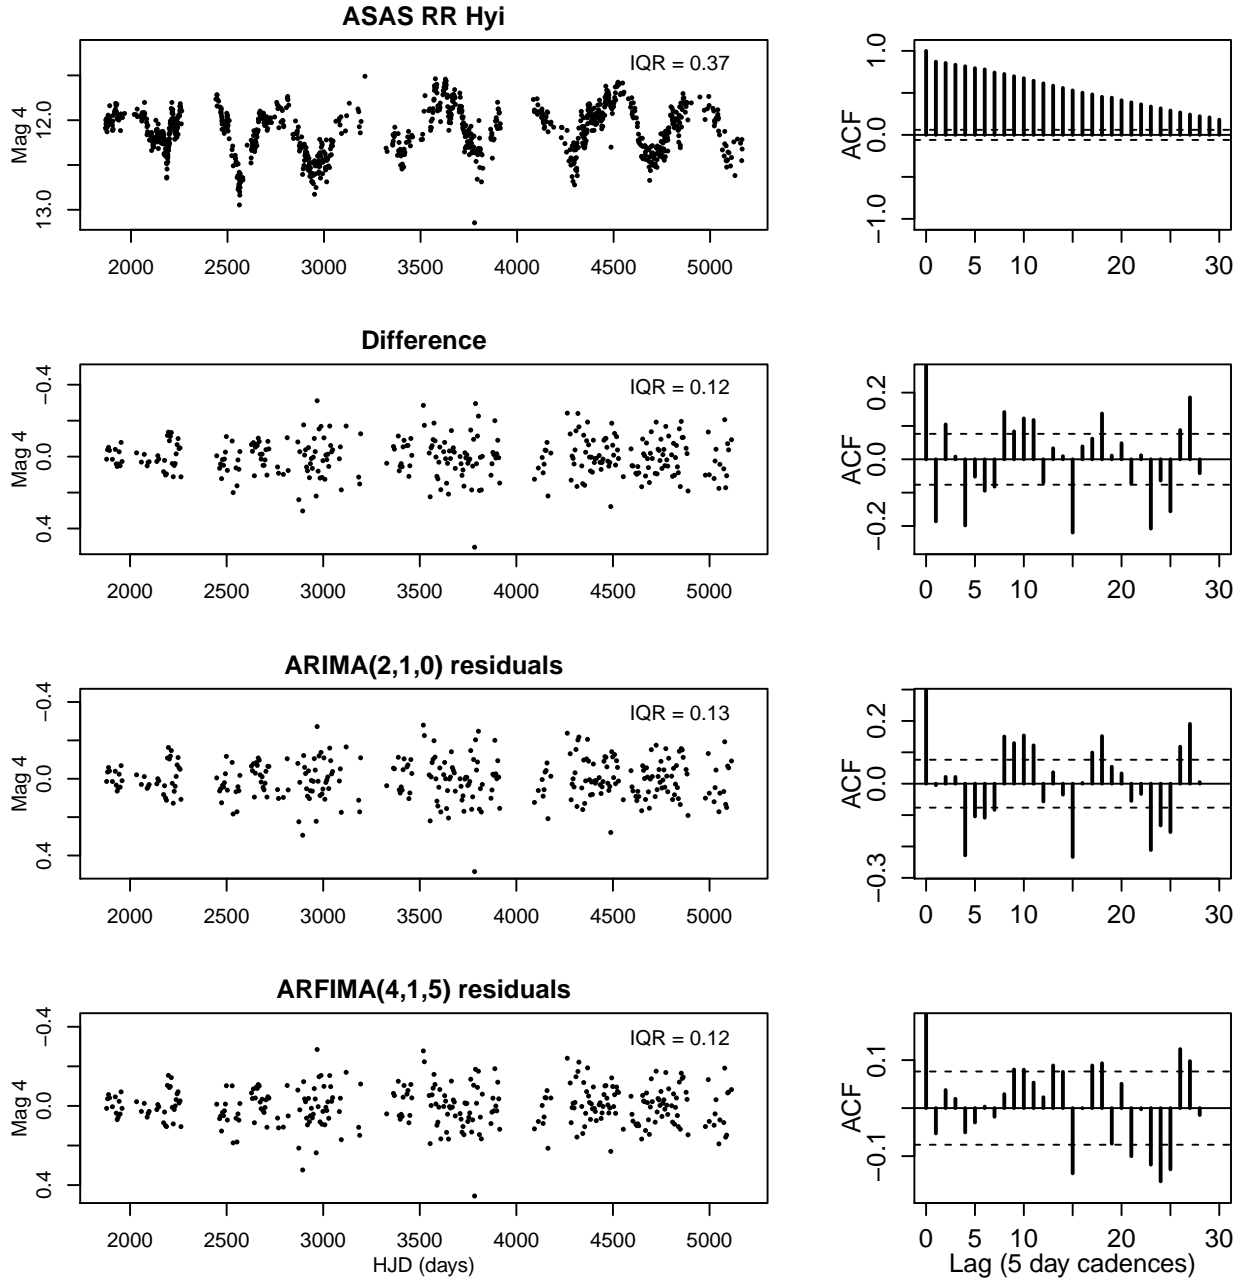 ASAS RR Hyi
IQR = 0.37
Mag 4
12.0
13.0
2000 2500 3000 3500 4000 4500 5000
ACF
1.0
0.0
−1.0
0 5 10 20 30
Difference
IQR = 0.12
Mag 4
−0.4
0.0
0.4
2000 2500 3000 3500 4000 4500 5000
ACF
0.2
0.0
−0.2
0 5 10 20 30
ARIMA(2,1,0) residuals
IQR = 0.13
Mag 4
−0.4
0.0
0.4
2000 2500 3000 3500 4000 4500 5000
ACF
0.2
0.0
−0.3
0 5 10 20 30
ARFIMA(4,1,5) residuals
IQR = 0.12
Mag 4
−0.4
0.0
0.4
2000 2500 3000 3500 4000 4500 5000
HJD (days)
ACF
0.1
−0.1
0 5 10 20 30
Lag (5 day cadences)